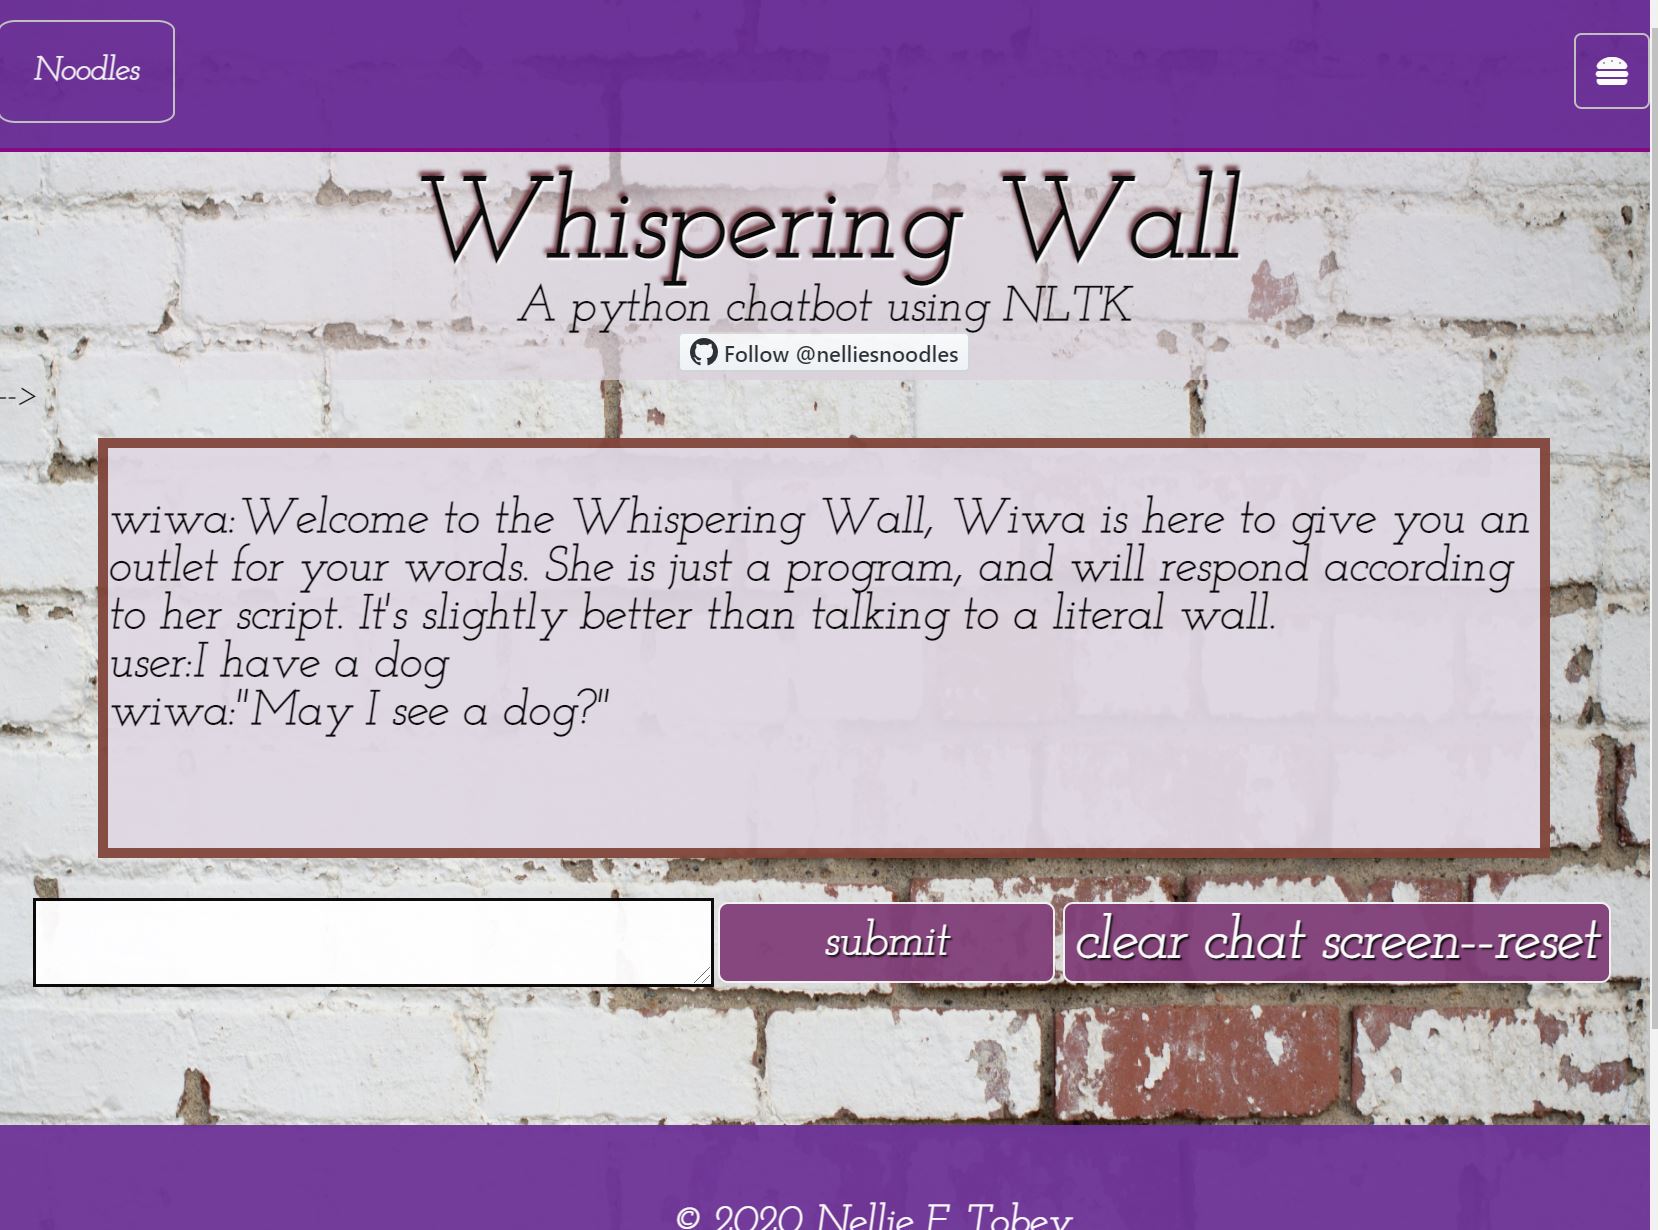 Noodles
Whispering Wall
A python chatbot using NLTK
Follow @nelliesnoodles
-->
wiwa:Welcome to the Whispering Wall, Wiwa is here to give you an
outlet for your words. She is just a program, and will respond according
to her script. It's slightly better than talking to a literal wall.
user:I have a dog
wiwa:"May I see a dog?"
submit
clear chat screen--reset
© 2020 Nellie F. Tobey